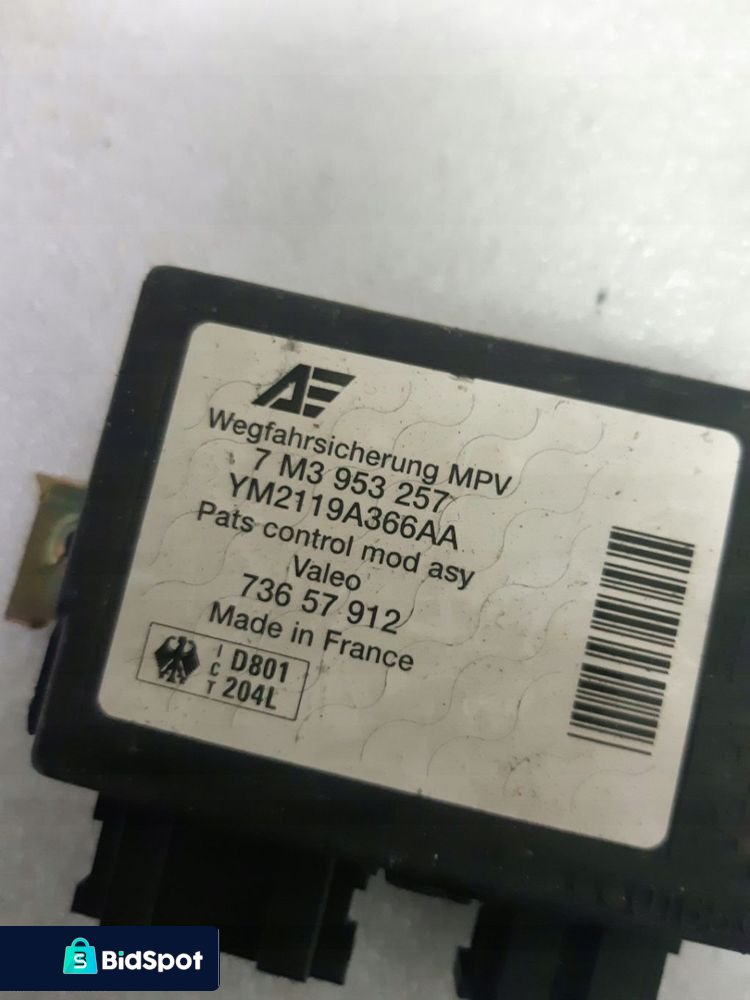 AE
Wegfahrsicherung MPV
7 M3 953 257
YM2119A366AA
Pats control mod asy
Valeo
736 57 912
Made in France
I
C
T
D801
204L
BidSpot